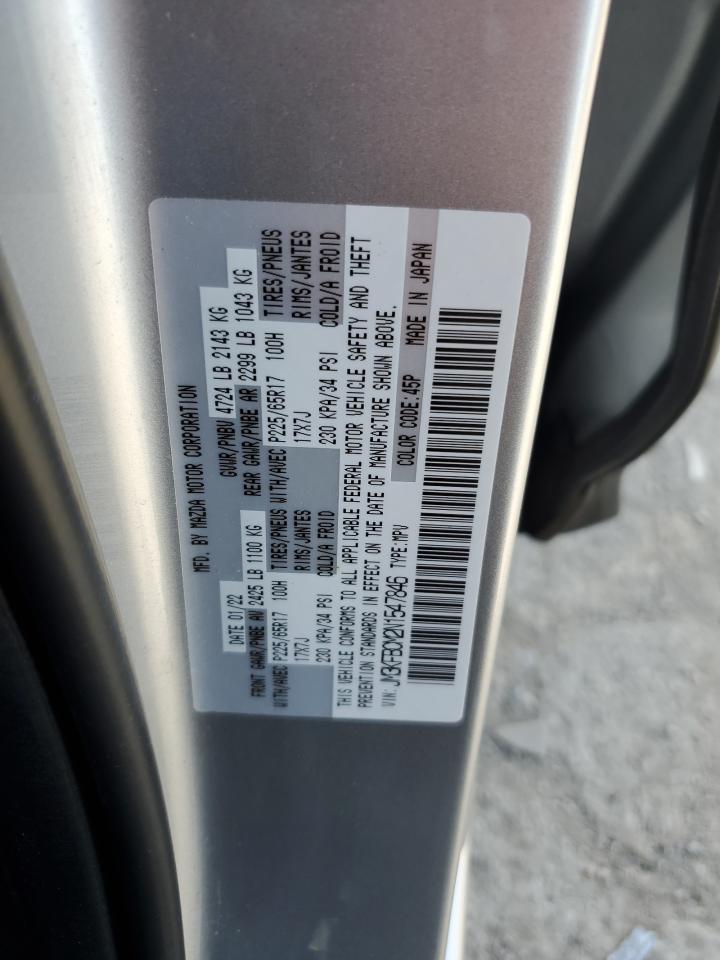 MFD. BY MAZDA MOTOR CORPORATION
DATE 01/22 GVWR/PNBV 4724 LB 2143 KG
FRONT GAWR/PNBE AV 2425 LB 1100 KG REAR GAWR/PNBE AR 2299 LB 1043 KG
WITH/AVEC P225/65R17 100H TIRES/PNEUS WITH/AVEC P225/65R17 100H TIRES/PNEUS
17X7J RIMS/JANTES 17X7J RIMS/JANTES
230 KPA/34 PSI COLD/A FROID 230 KPA/34 PSI COLD/A FROID
THIS VEHICLE CONFORMS TO ALL APPLICABLE FEDERAL MOTOR VEHICLE SAFETY AND THEFT
PREVENTION STANDARDS IN EFFECT ON THE DATE OF MANUFACTURE SHOWN ABOVE.
VIN: JM3KFBCM2N1547846 TYPE:MPV COLOR CODE:45P MADE IN JAPAN